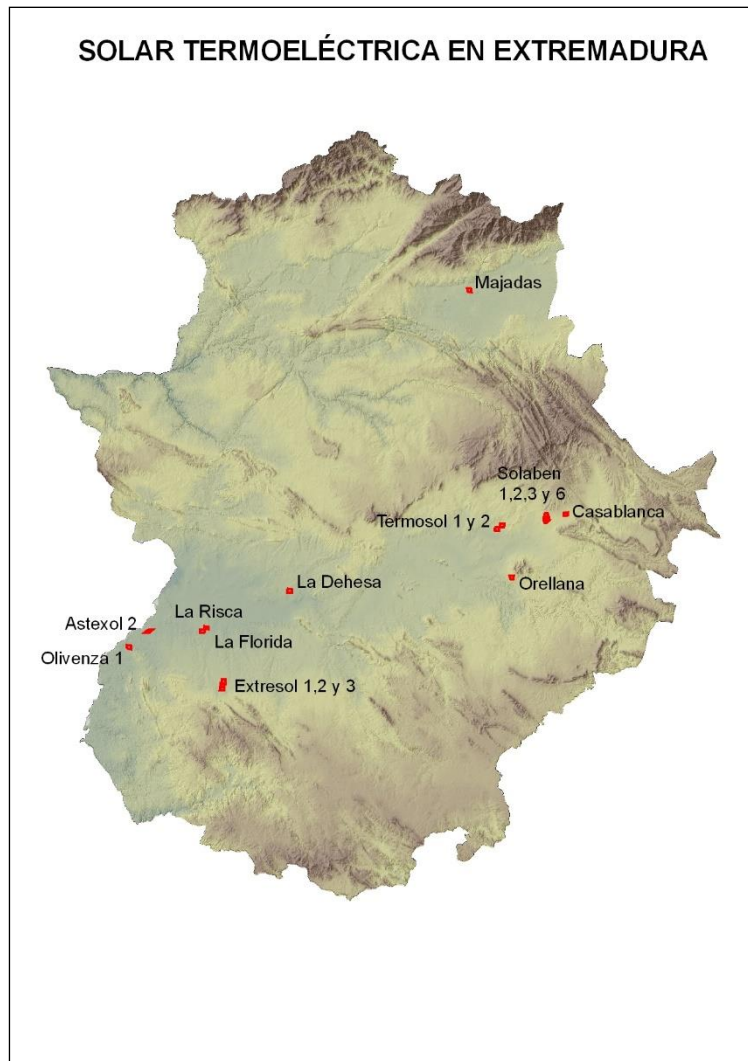 SOLAR TERMOELÉCTRICA EN EXTREMADURA
Majadas
Solaben
1,2,3 y 6
Casablanca
Termosol 1 y 2
Orellana
La Dehesa
La Risca
Astexol 2
La Florida
Olivenza 1
Extresol 1,2 y 3